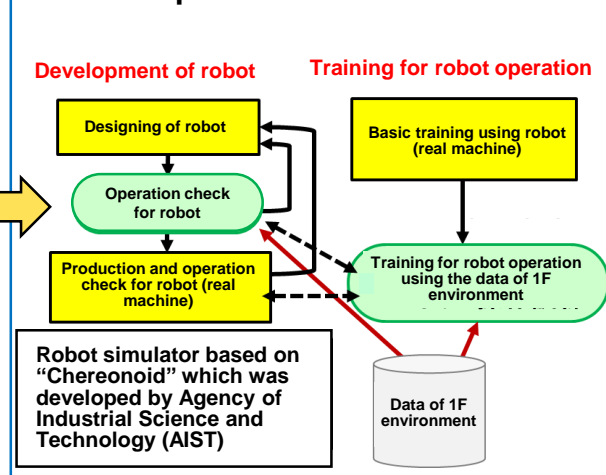 Development of robot
Training for robot operation
Designing of robot
Basic training using robot
(real machine)
Operation check
for robot
Production and operation
check for robot (real
machine)
Training for robot operation
using the data of 1F
environment
Robot simulator based on
“Chereonoid” which was
developed by Agency of
Industrial Science and
Technology (AIST)
Data of 1F
environment